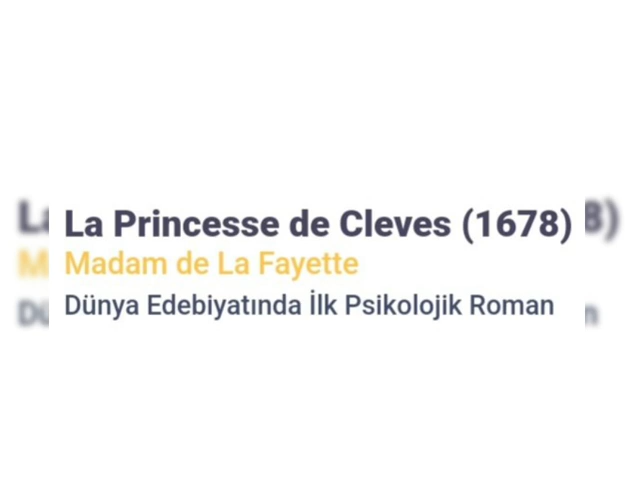 La Princesse de Cleves (1678)
Madam de La Fayette
Dünya Edebiyatında İlk Psikolojik Roman